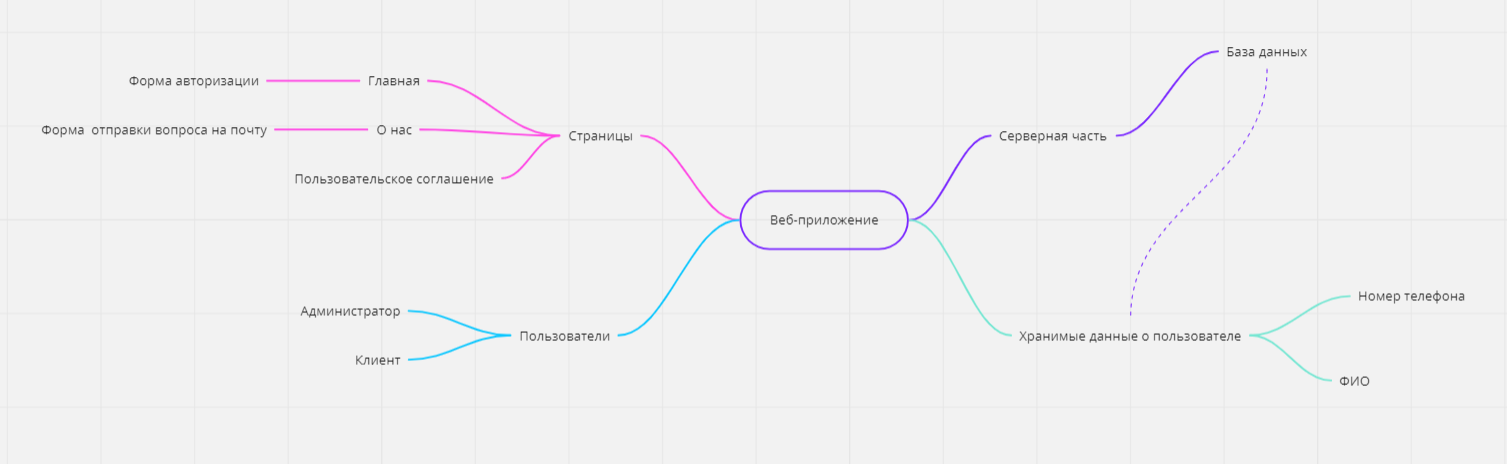 База данных
Форма авторизации
Главная
Форма  отправки вопроса на почту
О нас
Страницы
Серверная часть
Пользовательское соглашение
Веб-приложение
Номер телефона
Администратор
Пользователи
Хранимые данные о пользователе
Клиент
ФИО